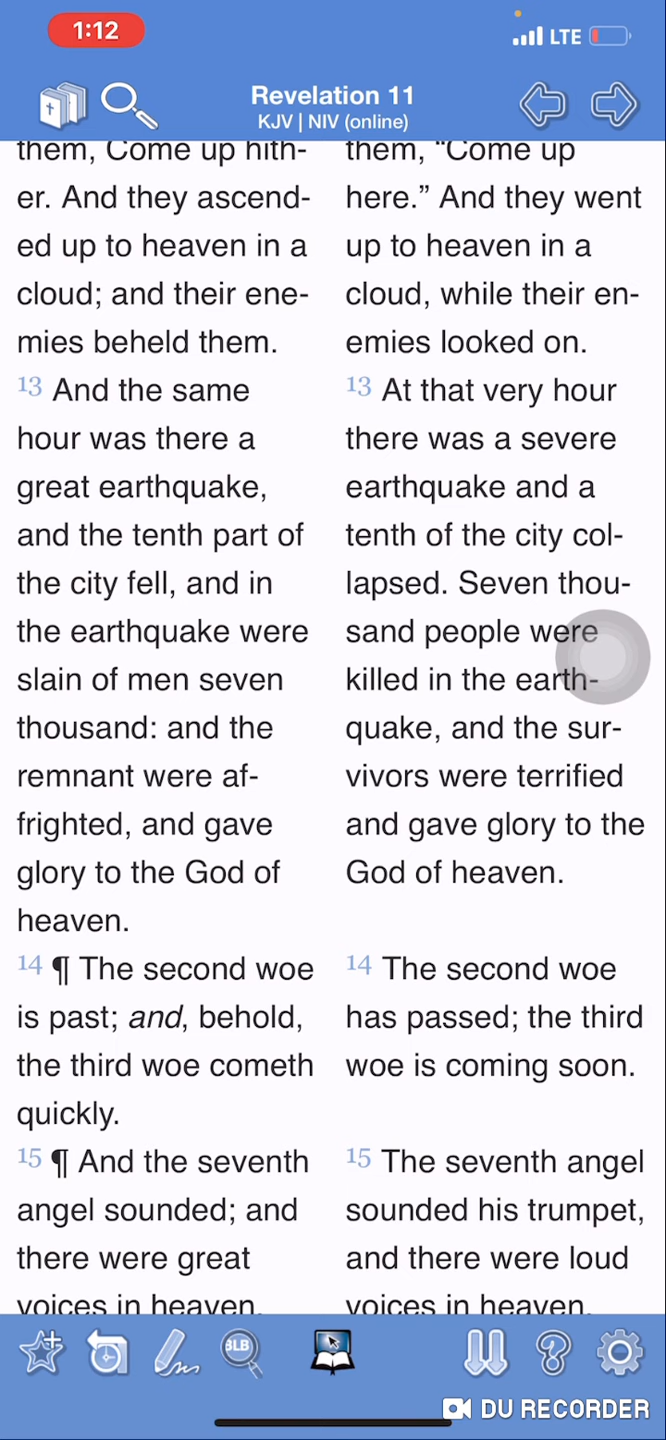 1:12
LTE
Revelation 11
KJV | NIV (online)
them, Come up hith-
er. And they ascend-
ed up to heaven in a
cloud; and their ene-
mies beheld them.
13 And the same
hour was there a
great earthquake,
and the tenth part of
the city fell, and in
the earthquake were
slain of men seven
thousand: and the
remnant were af-
frighted, and gave
glory to the God of
heaven.
14 ¶ The second woe
is past; and, behold,
the third woe cometh
quickly.
15 ¶ And the seventh
angel sounded; and
there were great
voices in heaven,
them, “Come up
here.” And they went
up to heaven in a
cloud, while their en-
emies looked on.
13 At that very hour
there was a severe
earthquake and a
tenth of the city col-
lapsed. Seven thou-
sand people were
killed in the earth-
quake, and the sur-
vivors were terrified
and gave glory to the
God of heaven.
14 The second woe
has passed; the third
woe is coming soon.
15 The seventh angel
sounded his trumpet,
and there were loud
voices in heaven,
BLB
DU RECORDER